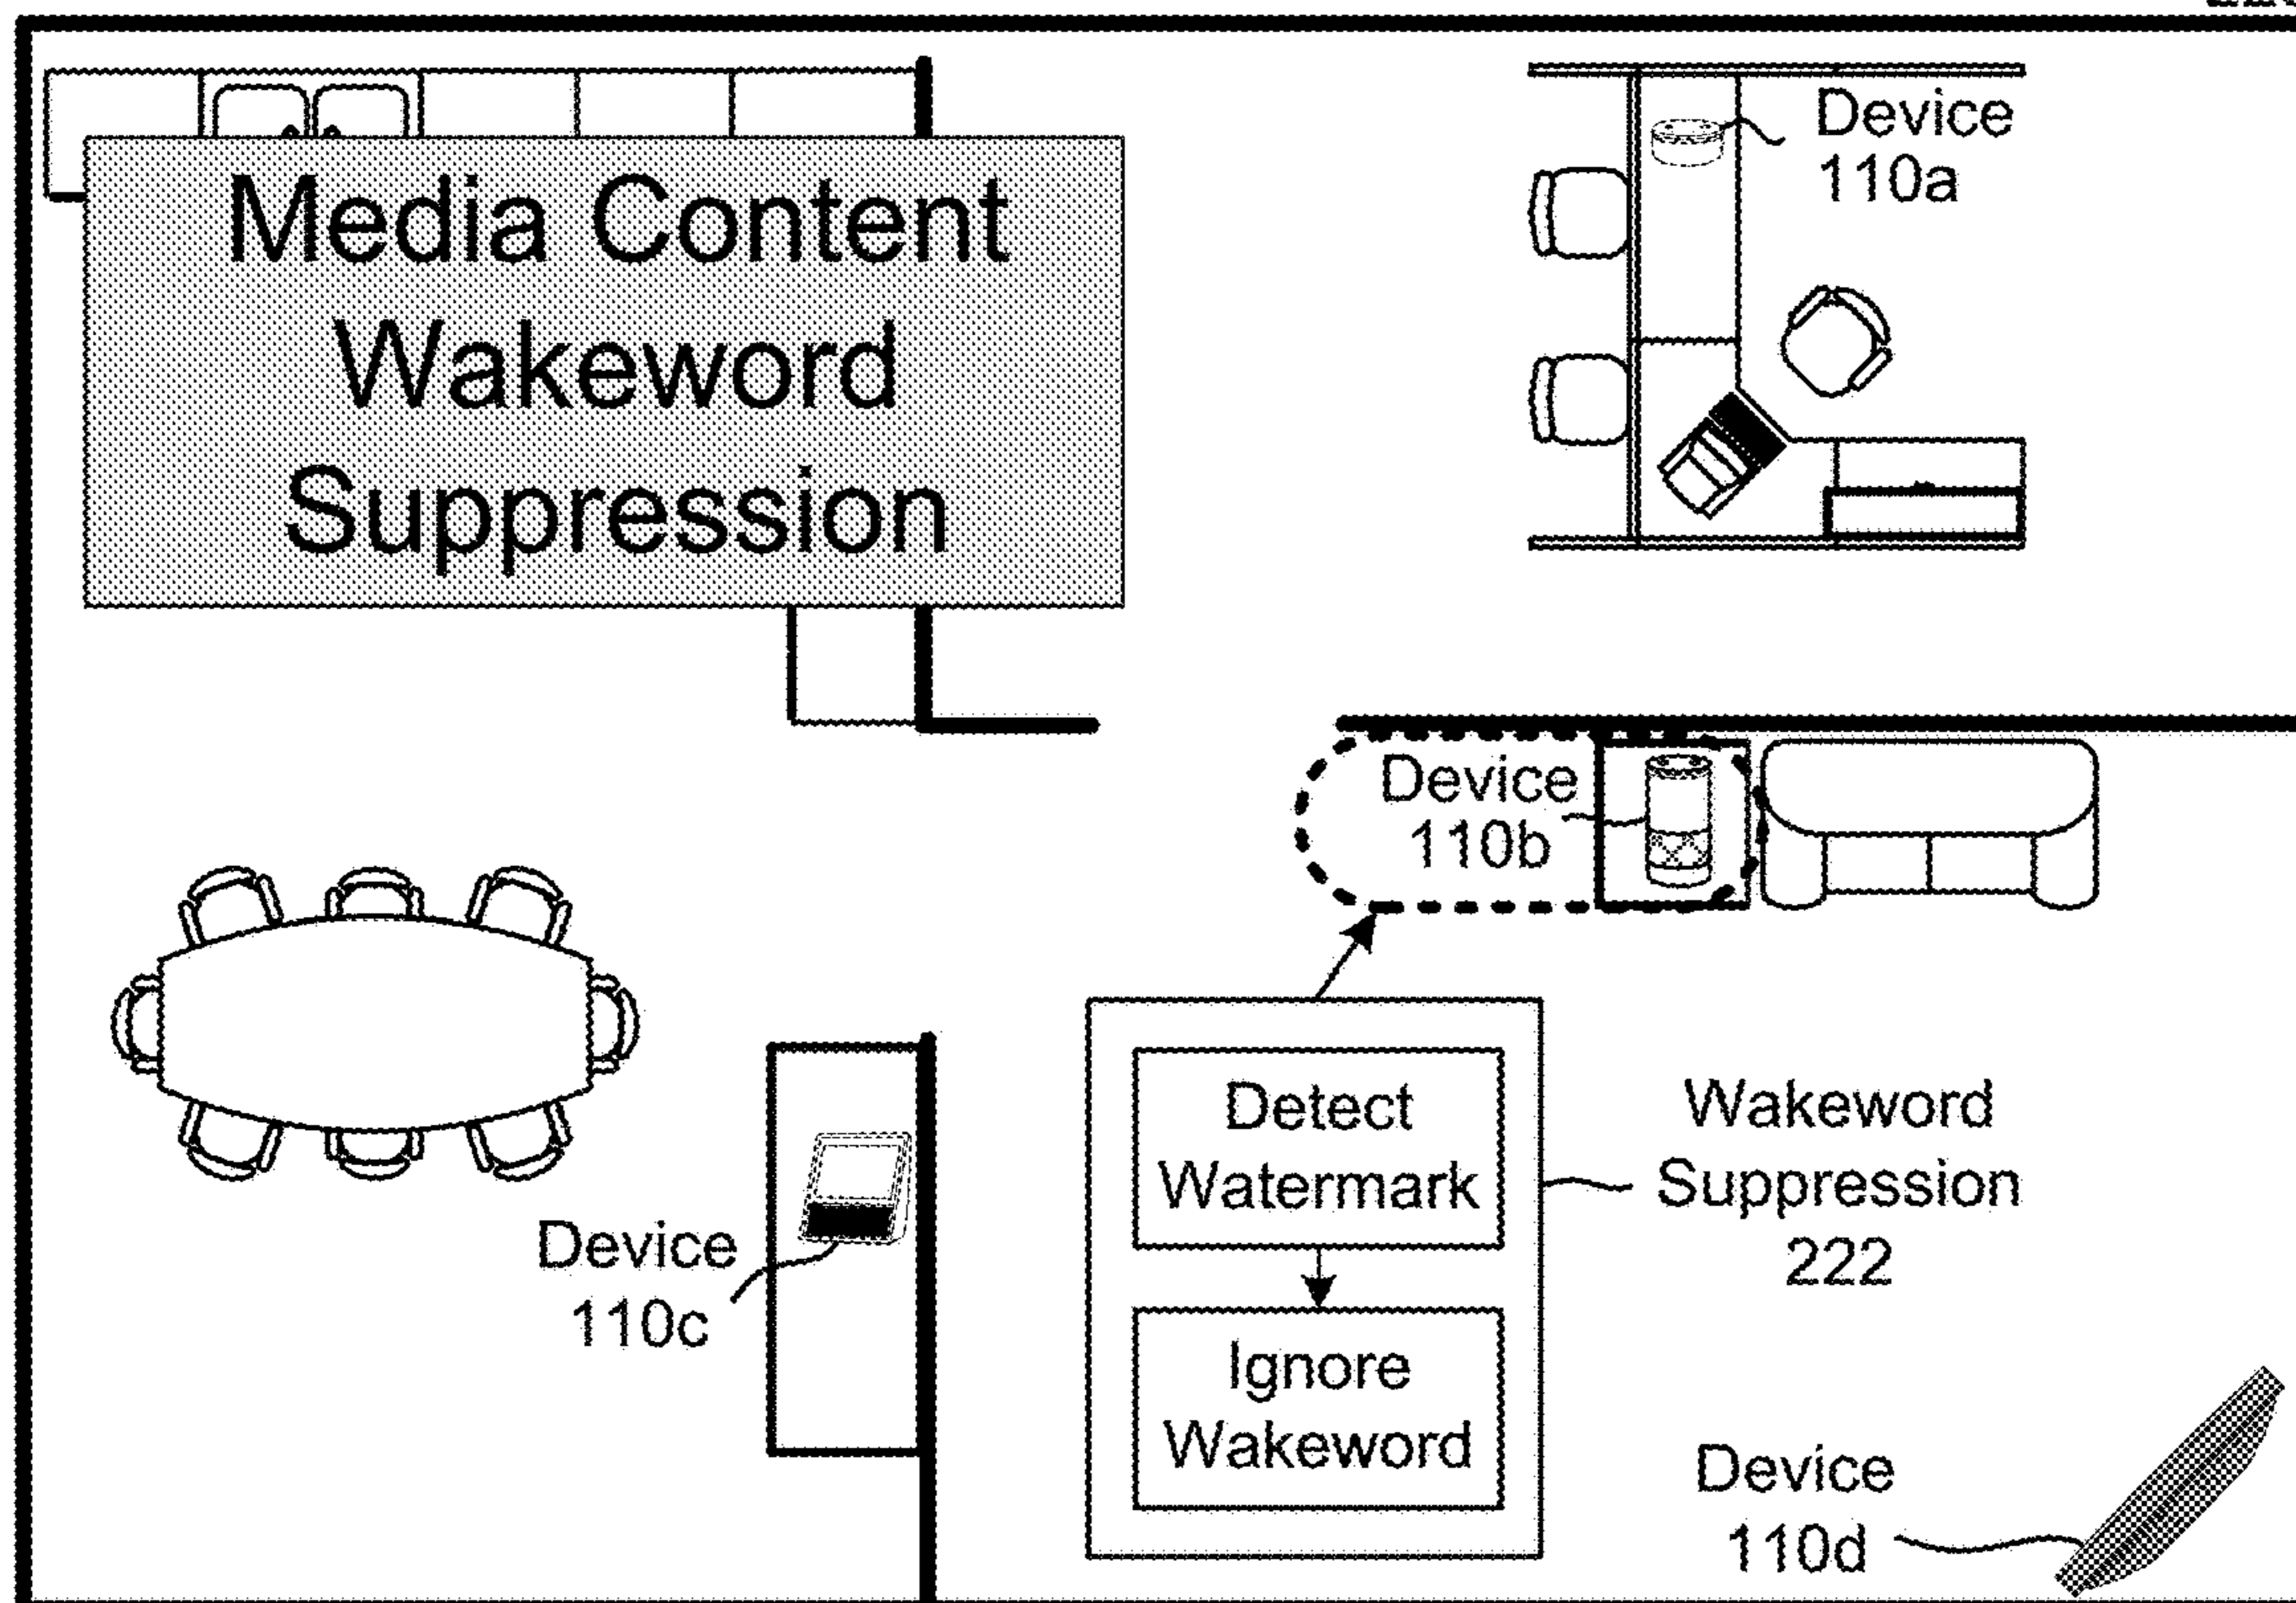 Media Content
Wakeword
Suppression
Device
110a
Device
110b
Detect
Watermark
Ignore
Wakeword
Wakeword
Suppression
222
Device
110c
Device
110d